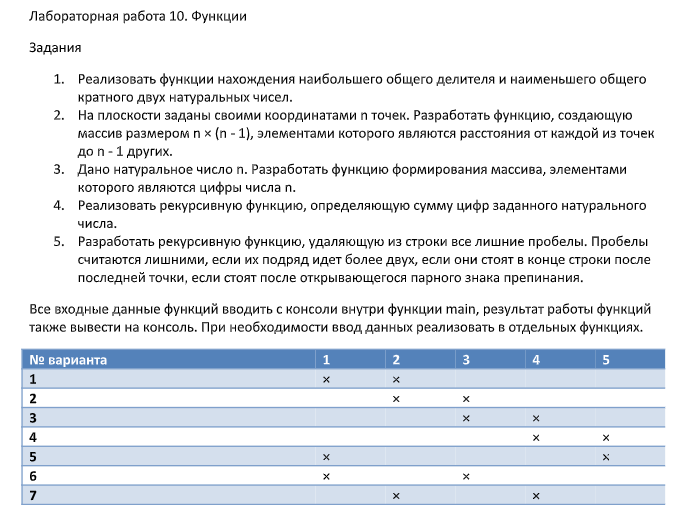 Лабораторная работа 10. Функции
Задания
1. Реализовать функции нахождения наибольшего общего делителя и наименьшего общего
кратного двух натуральных чисел.
2. На плоскости заданы своими координатами n точек. Разработать функцию, создающую
массив размером n × (n - 1), элементами которого являются расстояния от каждой из точек
до n - 1 других.
3. Дано натуральное число n. Разработать функцию формирования массива, элементами
которого являются цифры числа n.
4. Реализовать рекурсивную функцию, определяющую сумму цифр заданного натурального
числа.
5. Разработать рекурсивную функцию, удаляющую из строки все лишние пробелы. Пробелы
считаются лишними, если их подряд идет более двух, если они стоят в конце строки после
последней точки, если стоят после открывающегося парного знака препинания.
Все входные данные функций вводить с консоли внутри функции main, результат работы функций
также вывести на консоль. При необходимости ввод данных реализовать в отдельных функциях.
№ варианта 1 2 3 4 5
1 × ×
2 × ×
3 × ×
4 × ×
5 × ×
6 × ×
7 × ×